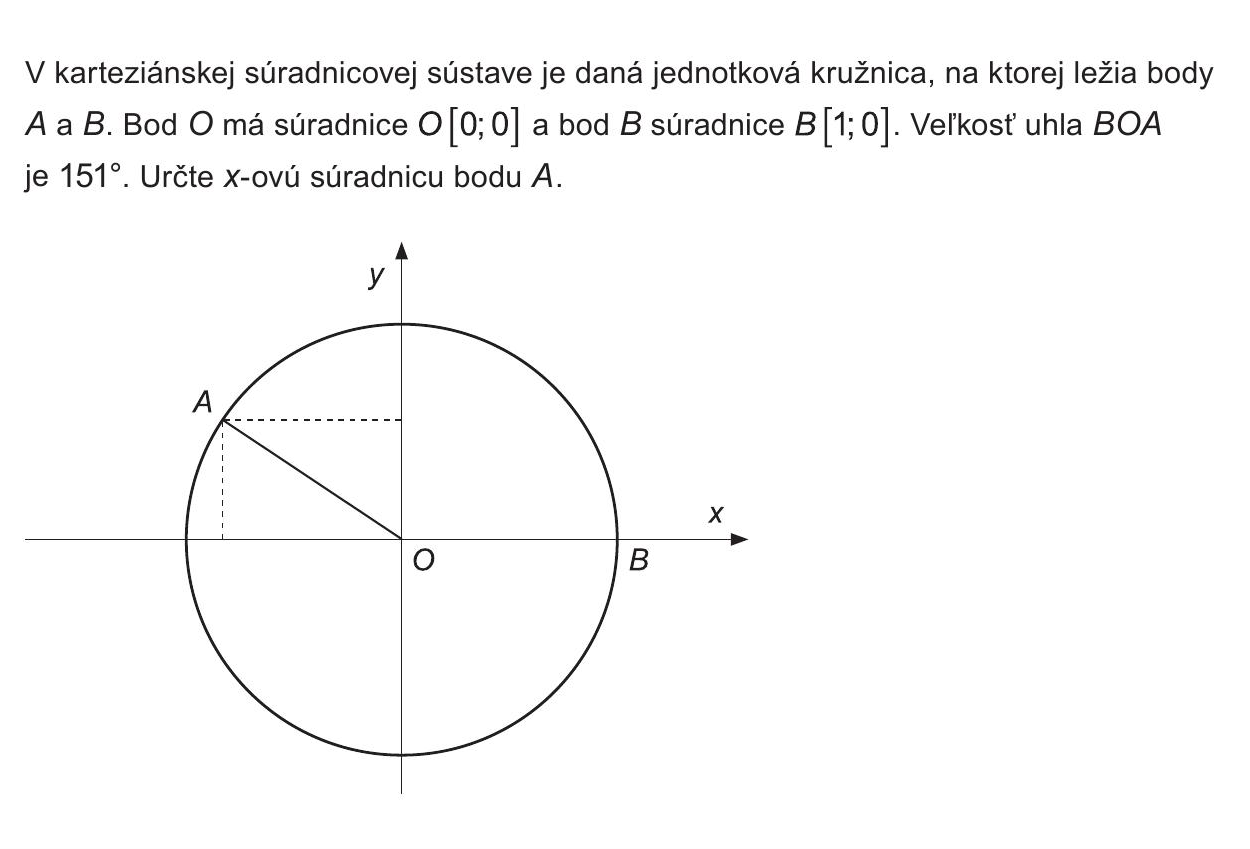 V karteziánskej súradnicovej sústave je daná jednotková kružnica, na ktorej ležia body
A a B. Bod O má súradnice O[0; 0] a bod B súradnice B[1; 0]. Veľkosť uhla BOA
je 151°. Určte x-ovú súradnicu bodu A.
y
A
x
O
B